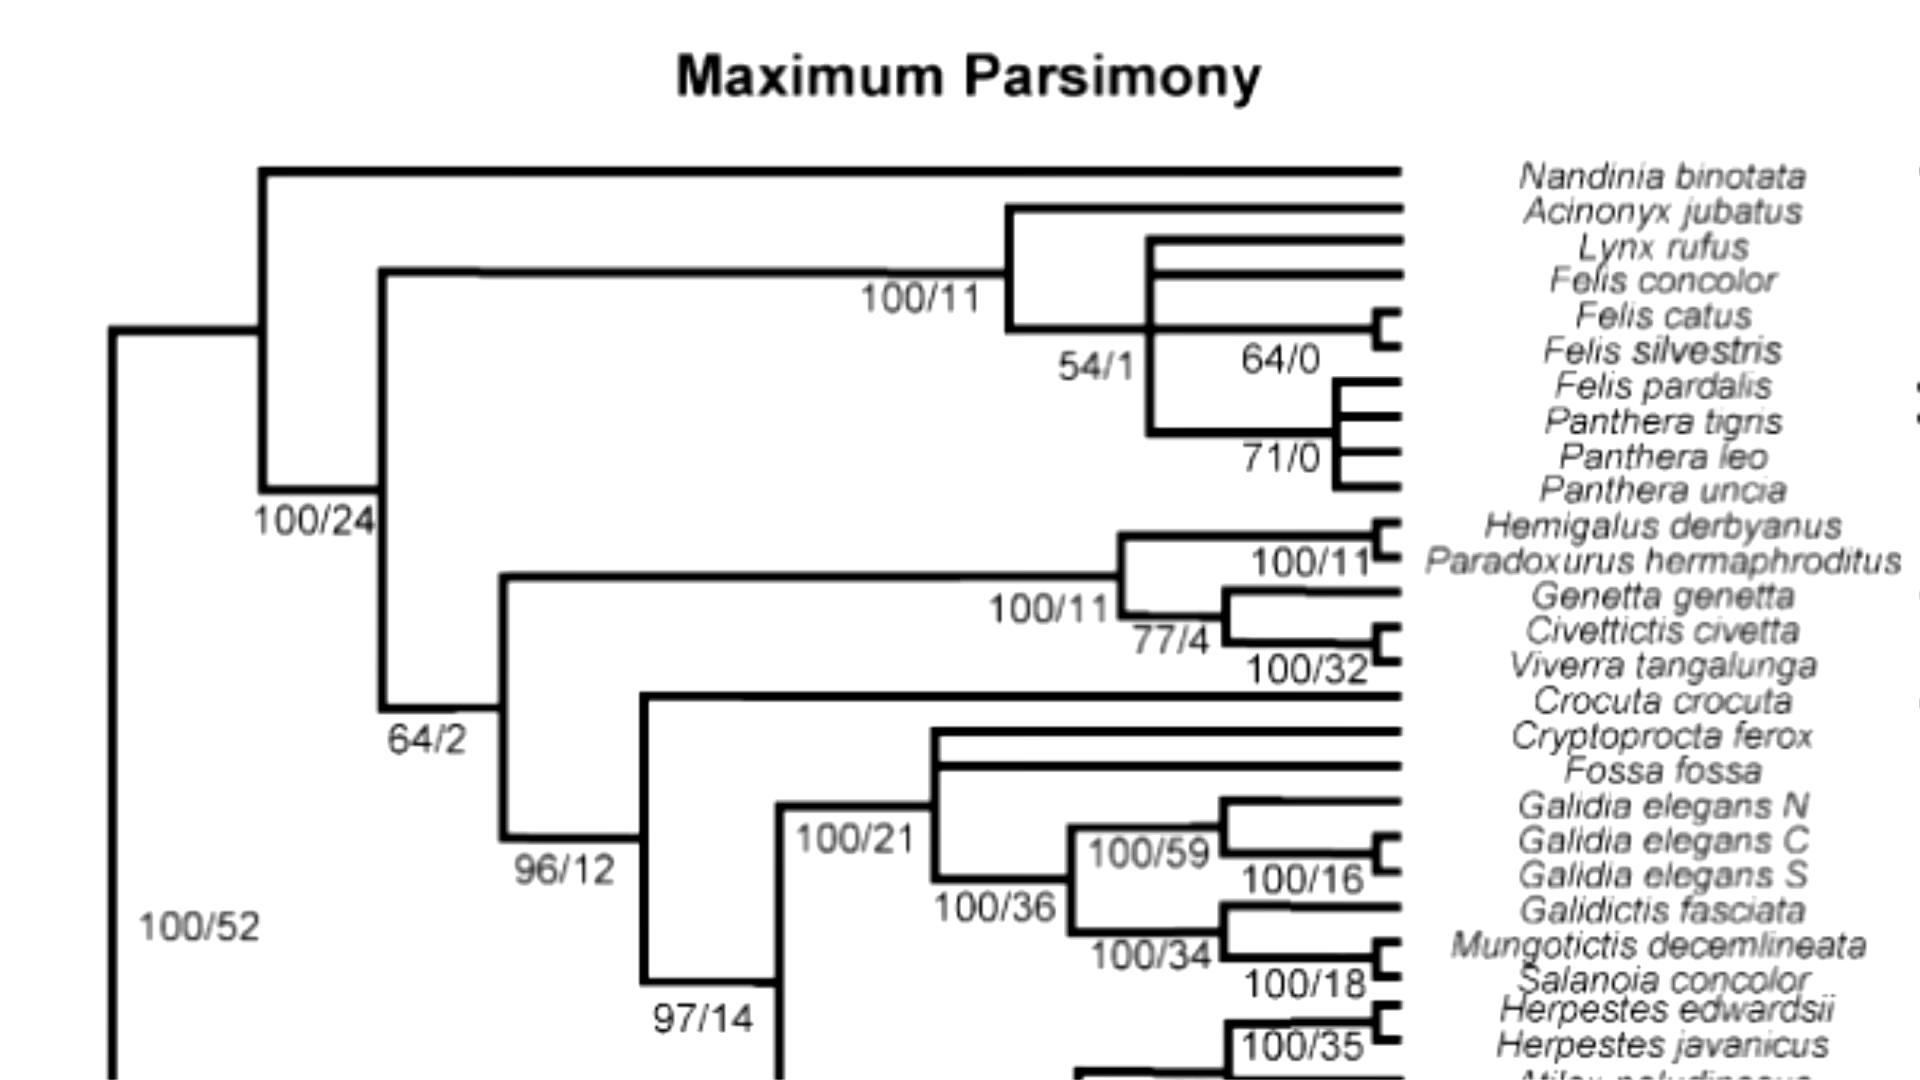 Maximum Parsimony
Nandinia binotata
Acinonyx jubatus
Lynx rufus
Felis concolor
100/11
Felis catus
Felis silvestris
54/1
64/0
Felis pardalis
Panthera tigris
Panthera leo
71/0
Panthera uncia
100/24
Hemigalus derbyanus
100/11
Paradoxurus hermaphroditus
Genetta genetta
100/11
77/4
Civettictis civetta
100/32
Viverra tangalunga
Crocuta crocuta
64/2
Cryptoprocta ferox
Fossa fossa
Galidia elegans N
100/21
Galidia elegans C
100/59
96/12
100/16
Galidia elegans S
100/36
Galidictis fasciata
100/52
Mungotictis decemlineata
100/34
100/18
Salanoia concolor
97/14
Herpestes edwardsii
100/35
Herpestes javanicus